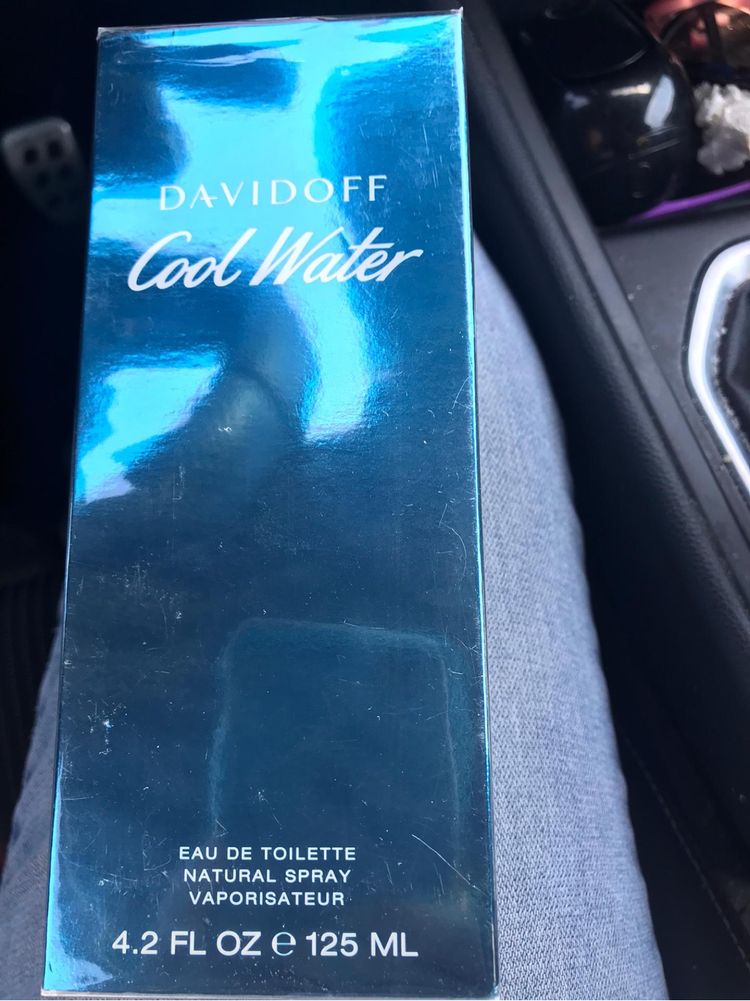 DAVIDOFF
Cool Water
EAU DE TOILETTE
NATURAL SPRAY
VAPORISATEUR
4.2 FL OZ ℮ 125 ML